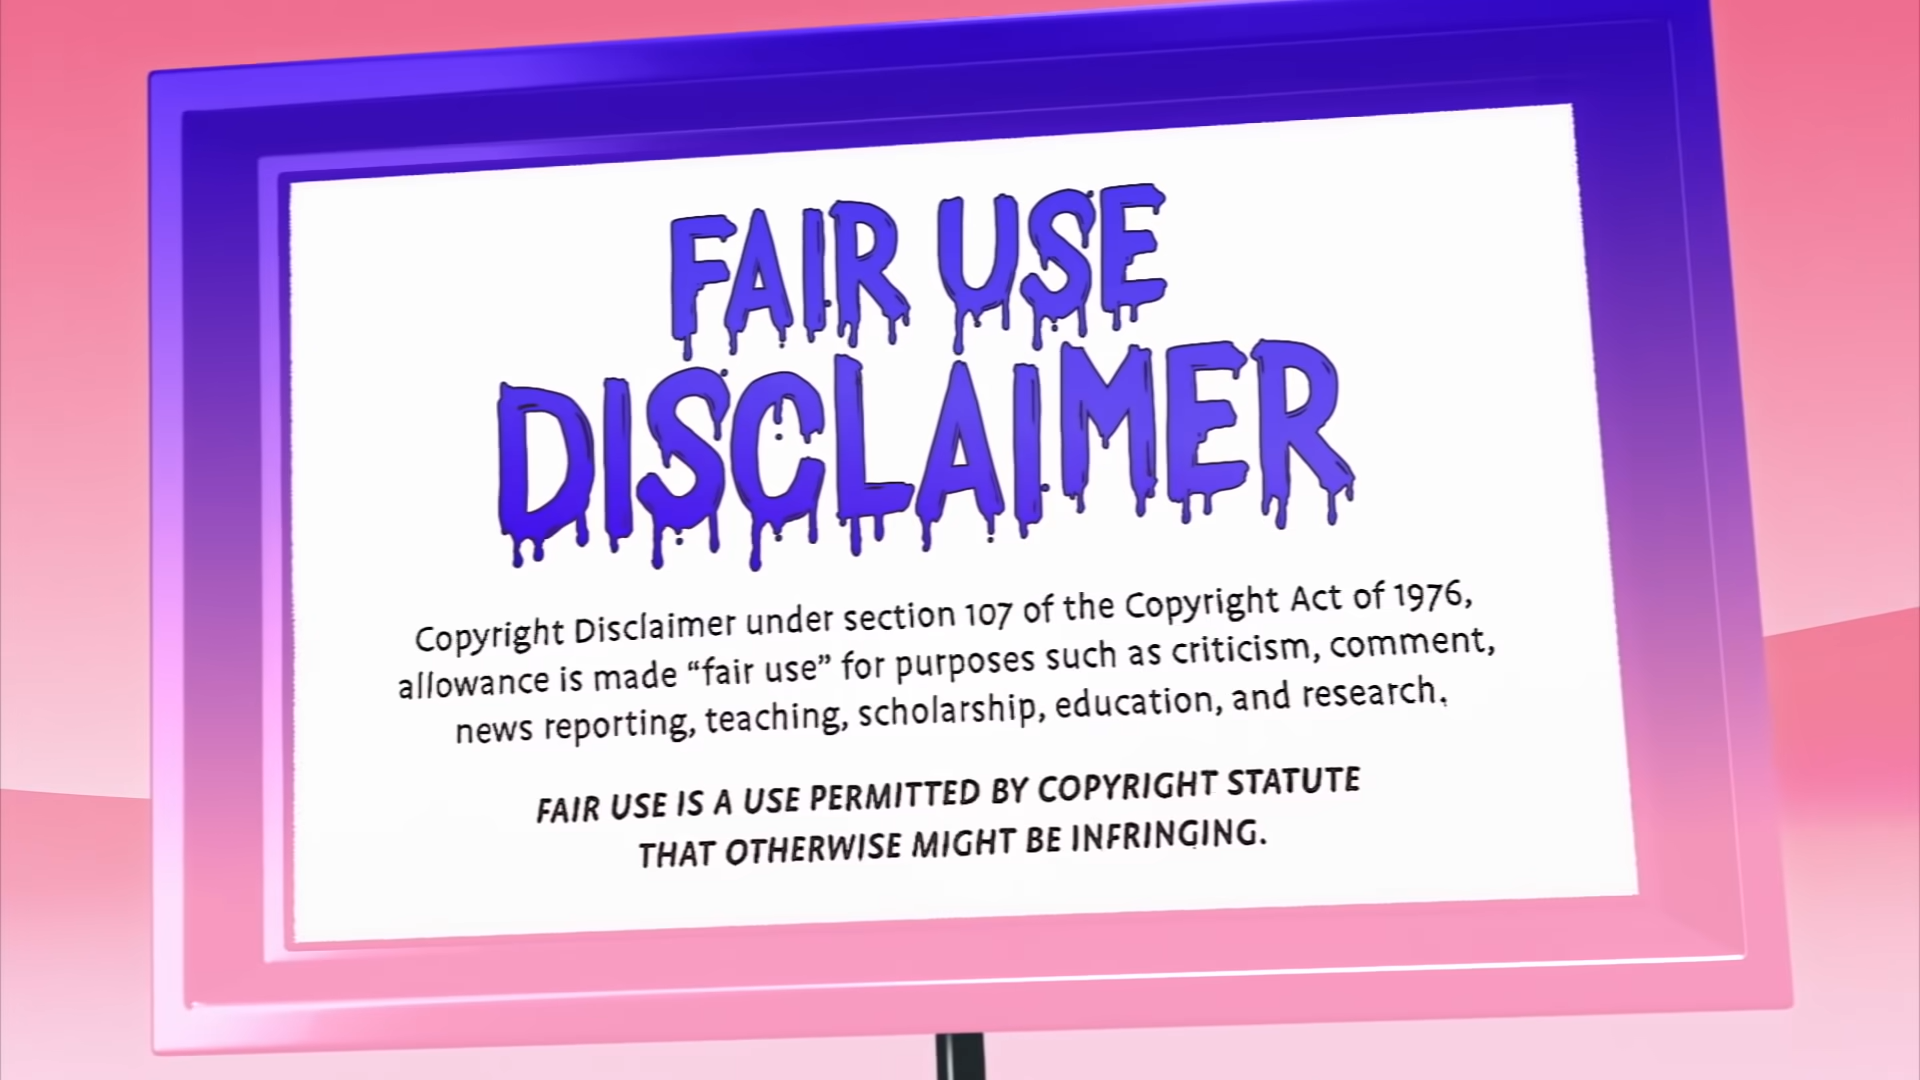 FAIR USE
DISCLAIMER
Copyright Disclaimer under section 107 of the Copyright Act of 1976,
allowance is made “fair use” for purposes such as criticism, comment,
news reporting, teaching, scholarship, education, and research.
FAIR USE IS A USE PERMITTED BY COPYRIGHT STATUTE
THAT OTHERWISE MIGHT BE INFRINGING.